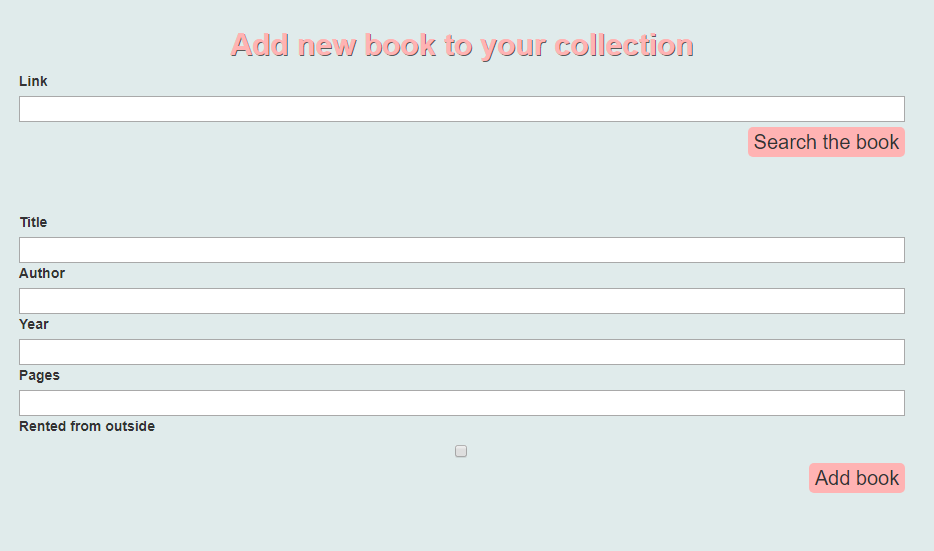 Add new book to your collection
Link
Search the book
Title
Author
Year
Pages
Rented from outside
Add book